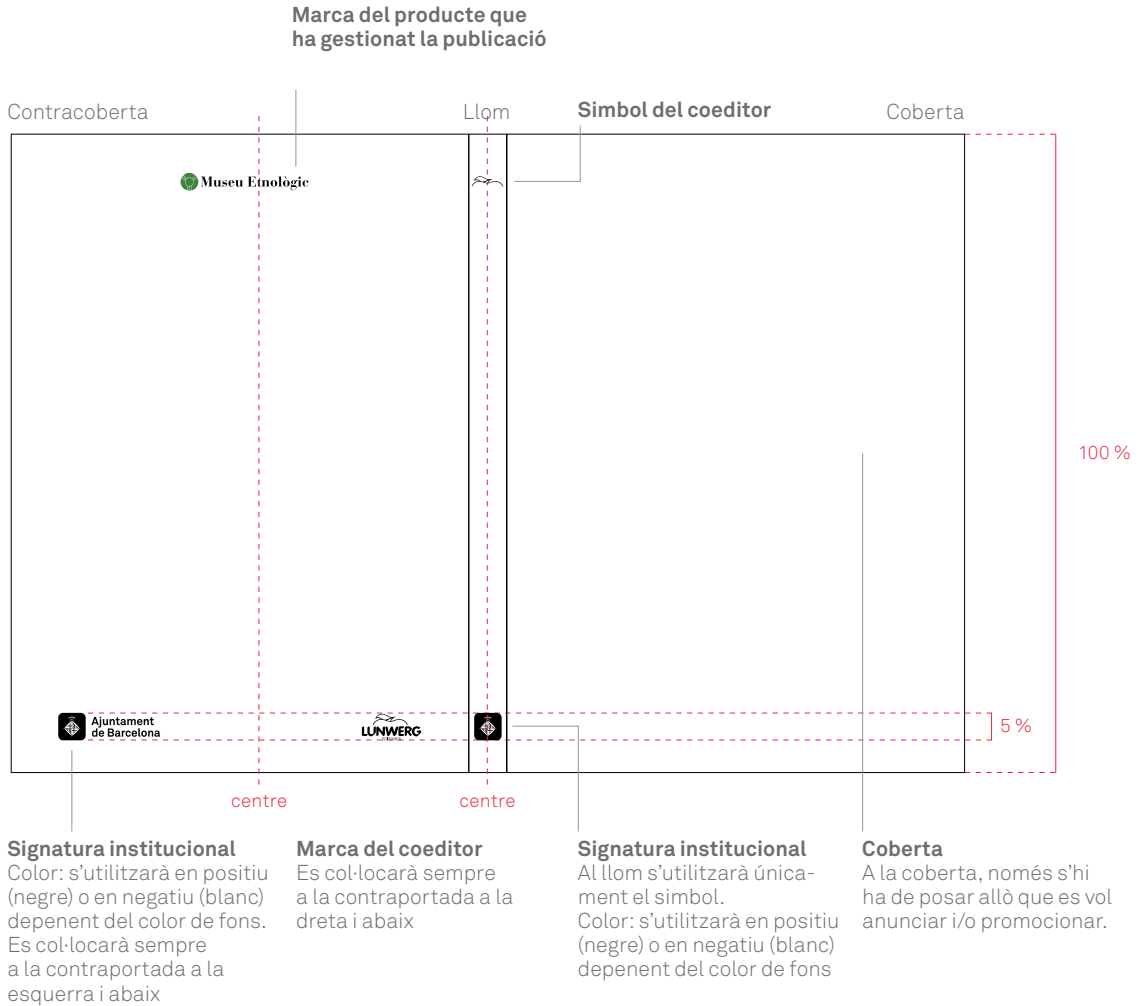 Marca del producte que
ha gestionat la publicació
Contracoberta
Llom
Simbol del coeditor
Coberta
Museu Etnològic
100 %
Ajuntament
de Barcelona
LUNWERG
5 %
centre
centre
Signatura institucional
Color: s’utilitzarà en positiu
(negre) o en negatiu (blanc)
depenent del color de fons.
Es col·locarà sempre
a la contraportada a la
esquerra i abaix
Marca del coeditor
Es col·locarà sempre
a la contraportada a la
dreta i abaix
Signatura institucional
Al llom s’utilitzarà única-
ment el simbol.
Color: s’utilitzarà en positiu
(negre) o en negatiu (blanc)
depenent del color de fons
Coberta
A la coberta, només s’hi
ha de posar allò que es vol
anunciar i/o promocionar.